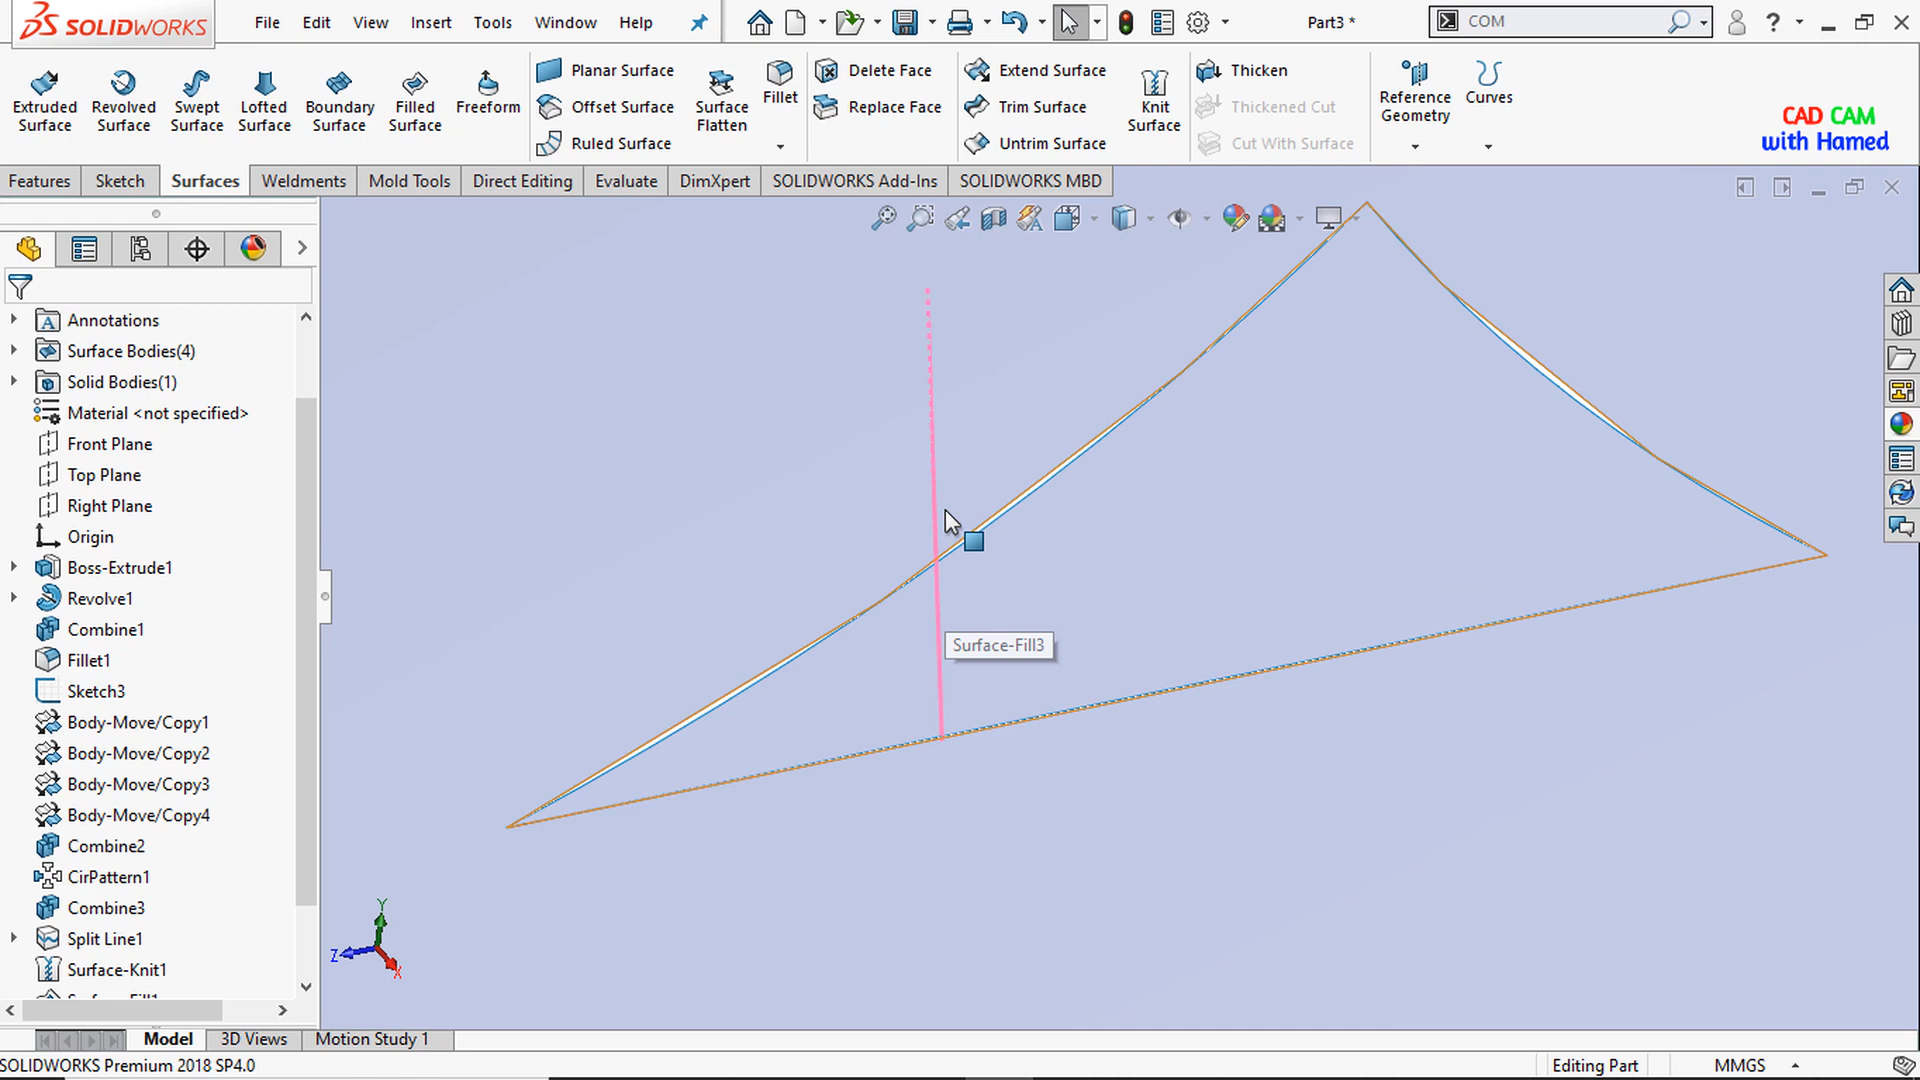 SOLIDWORKS
File Edit View Insert Tools Window Help
Part3 *
COM
Extruded Surface
Revolved Surface
Swept Surface
Lofted Surface
Boundary Surface
Filled Surface
Freeform
Planar Surface
Offset Surface
Ruled Surface
Surface Flatten
Fillet
Delete Face
Replace Face
Extend Surface
Trim Surface
Untrim Surface
Knit Surface
Thicken
Thickened Cut
Cut With Surface
Reference Geometry
Curves
CAD CAM
with Hamed
Features Sketch Surfaces Weldments Mold Tools Direct Editing Evaluate DimXpert SOLIDWORKS Add-Ins SOLIDWORKS MBD
Annotations
Surface Bodies(4)
Solid Bodies(1)
Material <not specified>
Front Plane
Top Plane
Right Plane
Origin
Boss-Extrude1
Revolve1
Combine1
Fillet1
Sketch3
Body-Move/Copy1
Body-Move/Copy2
Body-Move/Copy3
Body-Move/Copy4
Combine2
CirPattern1
Combine3
Split Line1
Surface-Knit1
Surface-Fill3
Y
Z
X
Model 3D Views Motion Study 1
SOLIDWORKS Premium 2018 SP4.0
Editing Part
MMGS